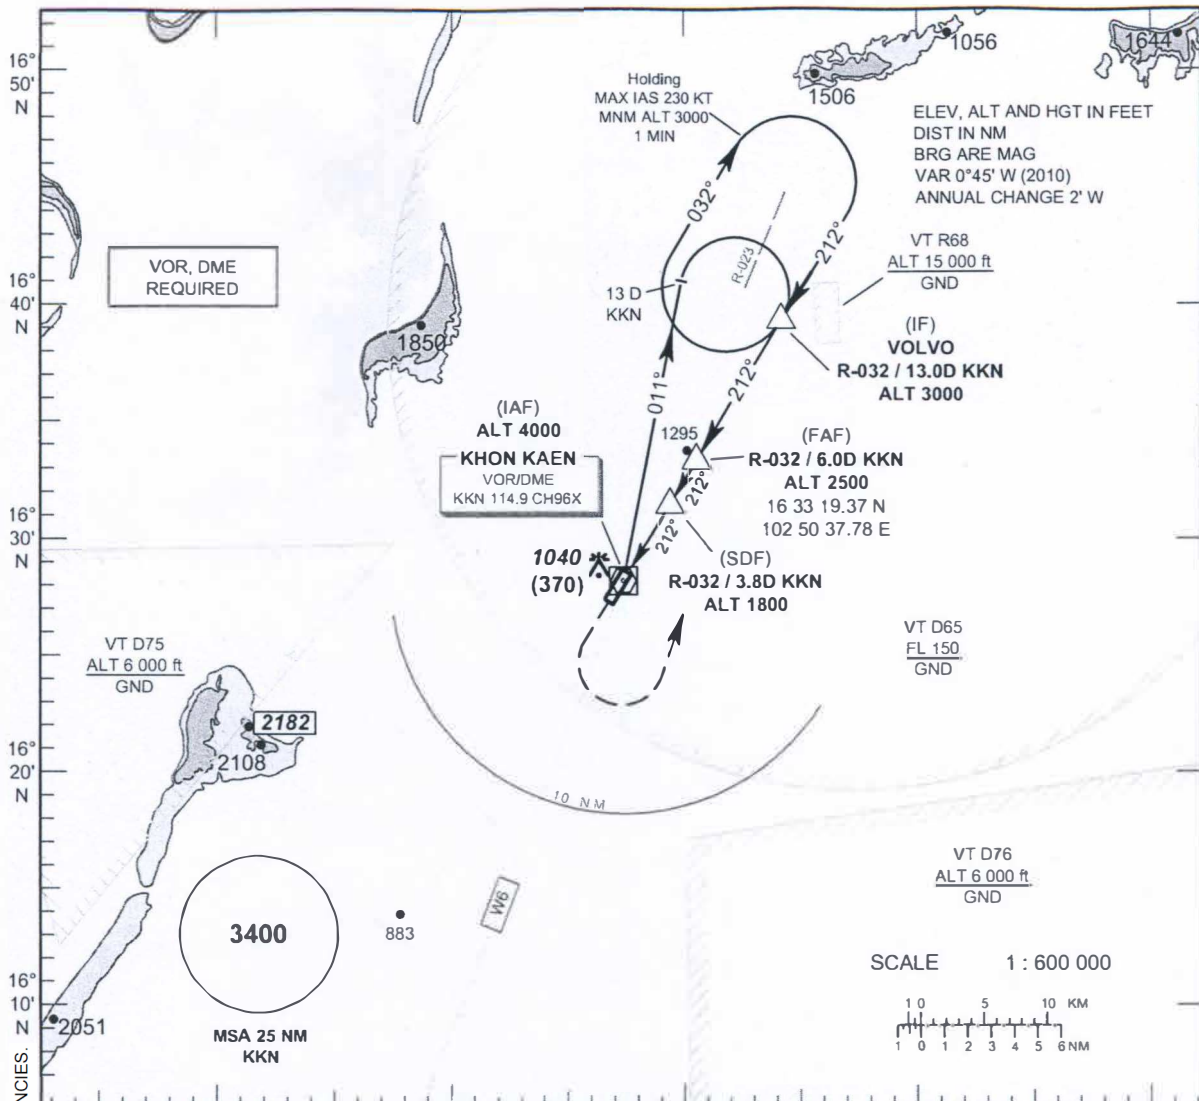 1056
1644
16°
50'
N
1506
Holding
MAX IAS 230 KT
MNM ALT 3000
1 MIN
ELEV, ALT AND HGT IN FEET
DIST IN NM
BRG ARE MAG
VAR 0°45' W (2010)
ANNUAL CHANGE 2' W
032°
212°
R-023
VT R68
ALT 15 000 ft
GND
VOR, DME
REQUIRED
16°
40'
N
13 D
KKN
1850
(IF)
VOLVO
R-032 / 13.0D KKN
ALT 3000
011°
212°
(IAF)
ALT 4000
KHON KAEN
VOR/DME
KKN 114.9 CH96X
1295
(FAF)
R-032 / 6.0D KKN
ALT 2500
16 33 19.37 N
102 50 37.78 E
212°
212°
16°
30'
N
1040
(370)
(SDF)
R-032 / 3.8D KKN
ALT 1800
VT D75
ALT 6 000 ft
GND
VT D65
FL 150
GND
2182
2108
16°
20'
N
10 NM
VT D76
ALT 6 000 ft
GND
W6
3400
883
MSA 25 NM
KKN
16°
10'
N
2051
SCALE 1 : 600 000
1 0 5 10 KM
1 0 1 2 3 4 5 6 NM
NCIES.